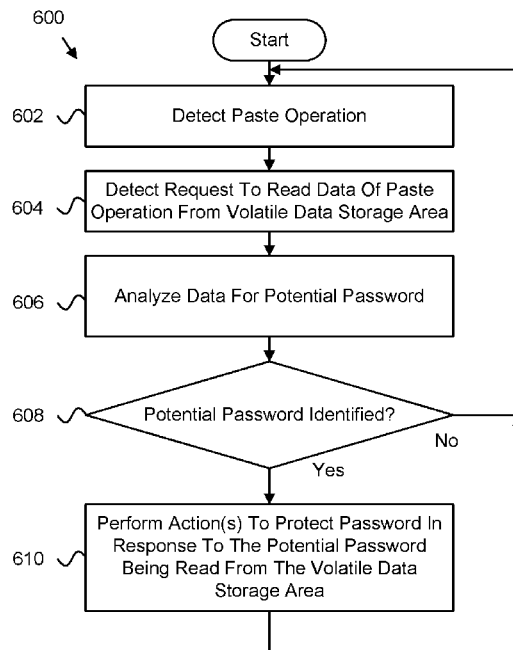 600
Start
602
Detect Paste Operation
604
Detect Request To Read Data Of Paste
Operation From Volatile Data Storage Area
606
Analyze Data For Potential Password
608
Potential Password Identified?
No
Yes
610
Perform Action(s) To Protect Password In
Response To The Potential Password
Being Read From The Volatile Data
Storage Area